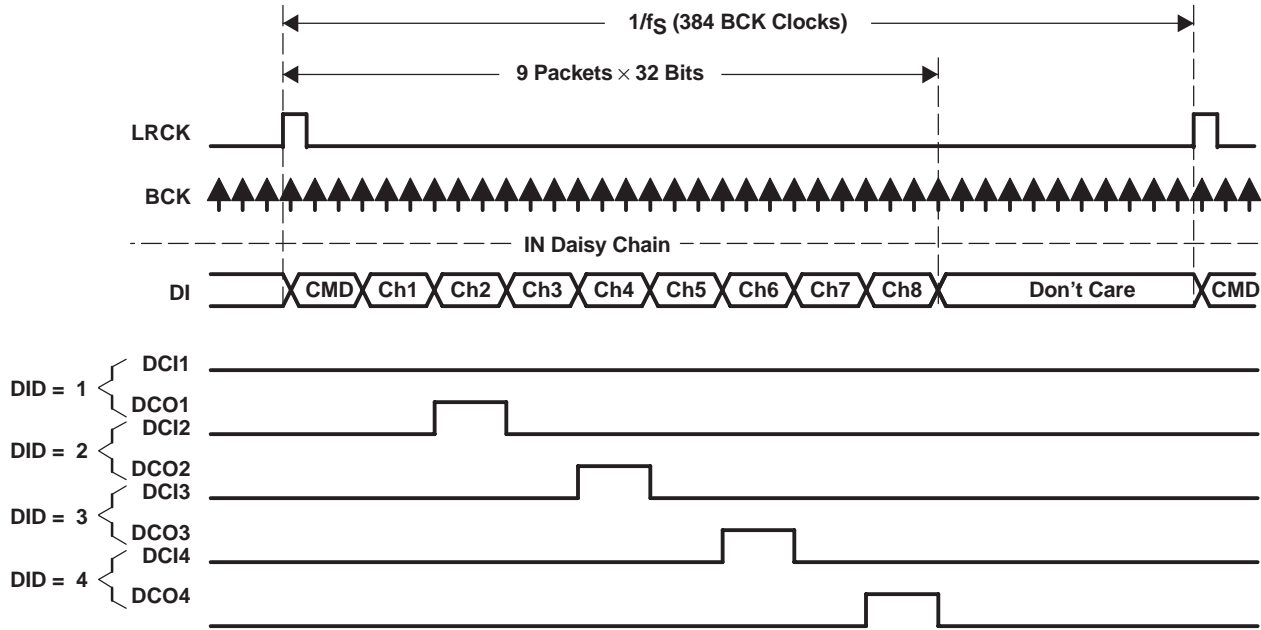 1/fS (384 BCK Clocks)
9 Packets × 32 Bits
LRCK
BCK
IN Daisy Chain
DI CMD Ch1 Ch2 Ch3 Ch4 Ch5 Ch6 Ch7 Ch8 Don't Care CMD
DCI1
DID = 1
DCO1
DCI2
DID = 2
DCO2
DCI3
DID = 3
DCO3
DCI4
DID = 4
DCO4